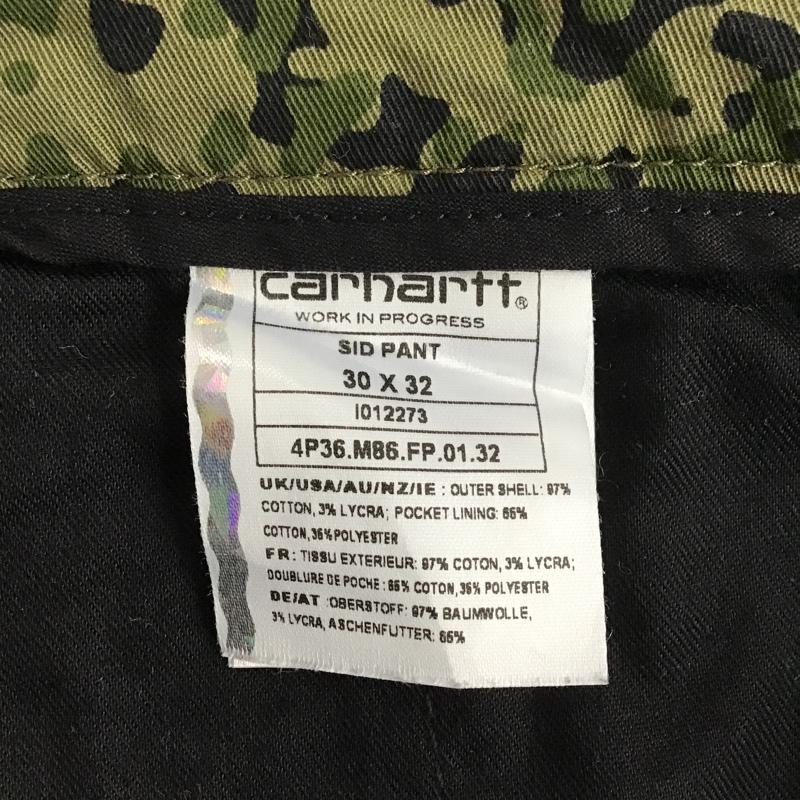 carhartt®
WORK IN PROGRESS
SID PANT
30 X 32
I012273
4P36.M86.FP.01.32
UK/USA/AU/NZ/IE : OUTER SHELL: 97%
COTTON, 3% LYCRA; POCKET LINING: 65%
COTTON, 35% POLYESTER
FR: TISSU EXTERIEUR: 97% COTON, 3% LYCRA;
DOUBLURE DE POCHE : 65% COTON, 35% POLYESTER
DE/AT :OBERSTOFF: 97% BAUMWOLLE,
3% LYCRA, ASCHENFUTTER: 65%